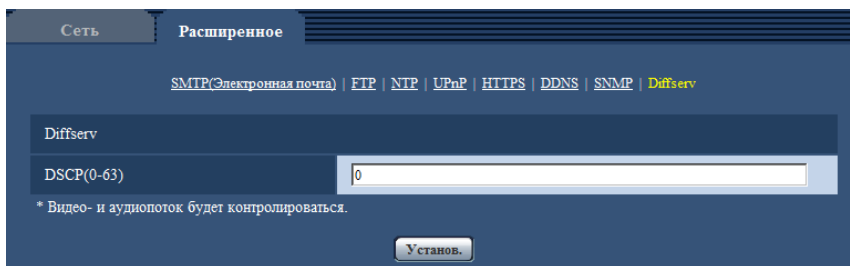 Сеть Расширенное
SMTP(Электронная почта) | FTP | NTP | UPnP | HTTPS | DDNS | SNMP | Diffserv
Diffserv
DSCP(0-63) 0
* Видео- и аудиопоток будет контролироваться.
Установ.